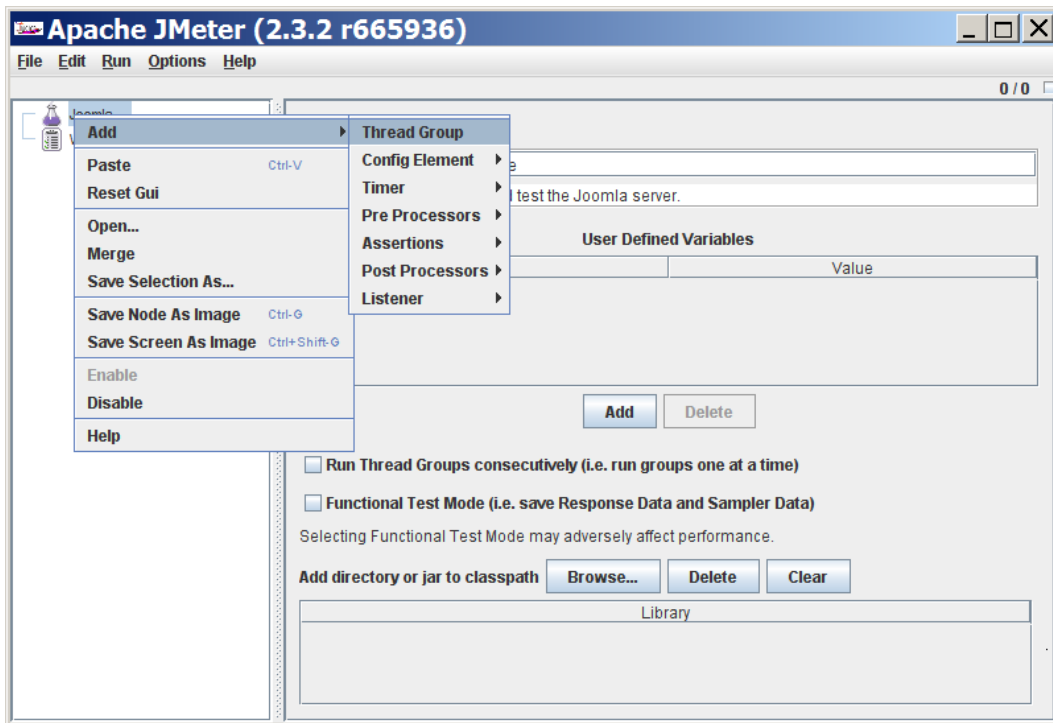 Apache JMeter (2.3.2 r665936)
File Edit Run Options Help
0 / 0
Joomla
Add
Paste Ctrl-V
Reset Gui
Open...
Merge
Save Selection As...
Save Node As Image Ctrl-G
Save Screen As Image Ctrl+Shift-G
Enable
Disable
Help
Thread Group
Config Element
Timer
Pre Processors
Assertions
Post Processors
Listener
test the Joomla server.
User Defined Variables
Value
Add Delete
Run Thread Groups consecutively (i.e. run groups one at a time)
Functional Test Mode (i.e. save Response Data and Sampler Data)
Selecting Functional Test Mode may adversely affect performance.
Add directory or jar to classpath Browse... Delete Clear
Library